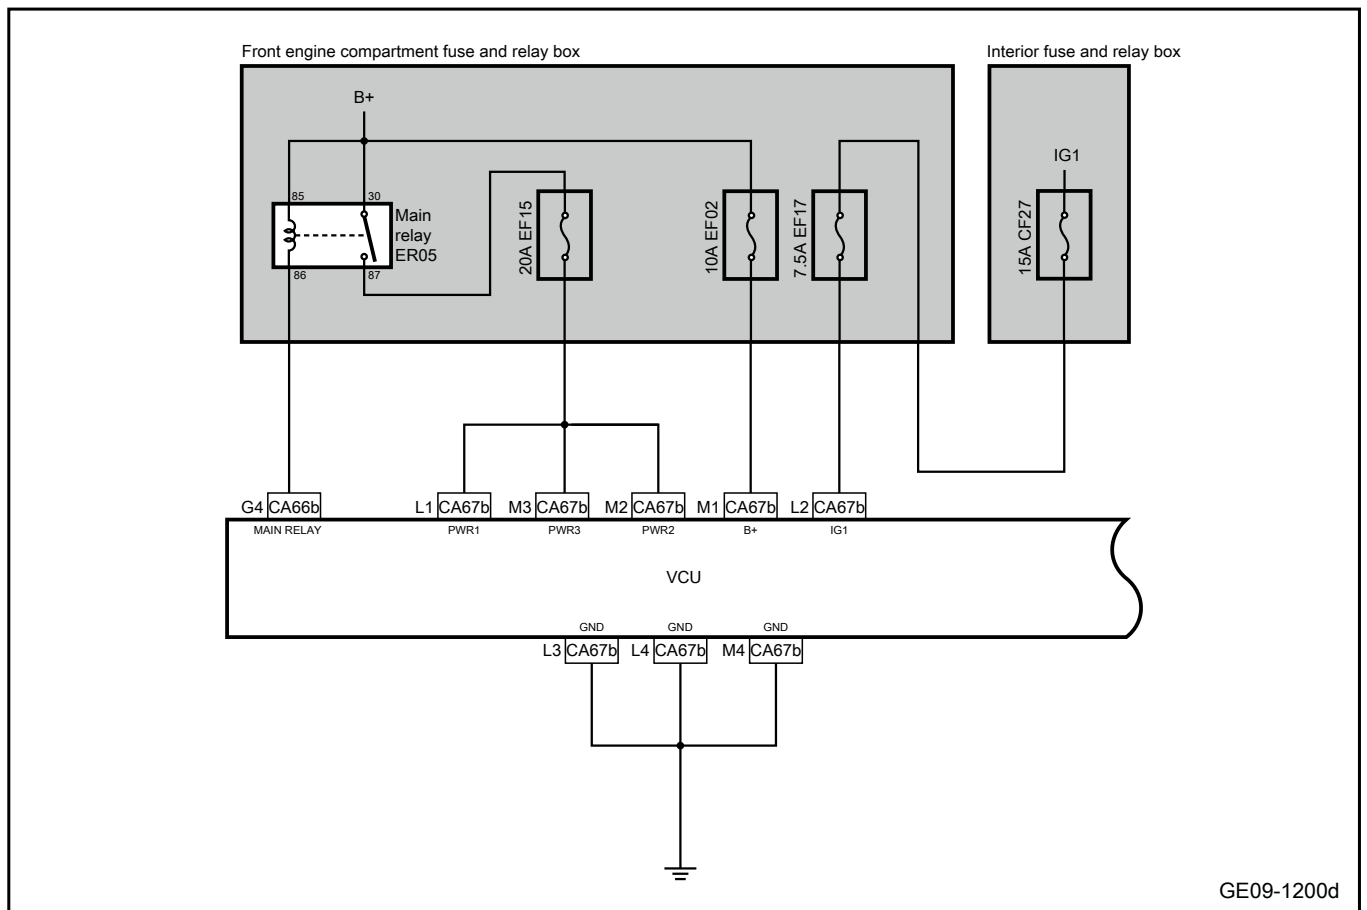 Front engine compartment fuse and relay box
Interior fuse and relay box
B+
IG1
85
30
Main
relay
ER05
86
87
20A EF15
10A EF02
7.5A EF17
15A CF27
G4 CA66b
L1 CA67b
M3 CA67b
M2 CA67b
M1 CA67b
L2 CA67b
MAIN RELAY
PWR1
PWR3
PWR2
B+
IG1
VCU
GND
GND
GND
L3 CA67b
L4 CA67b
M4 CA67b
GE09-1200d